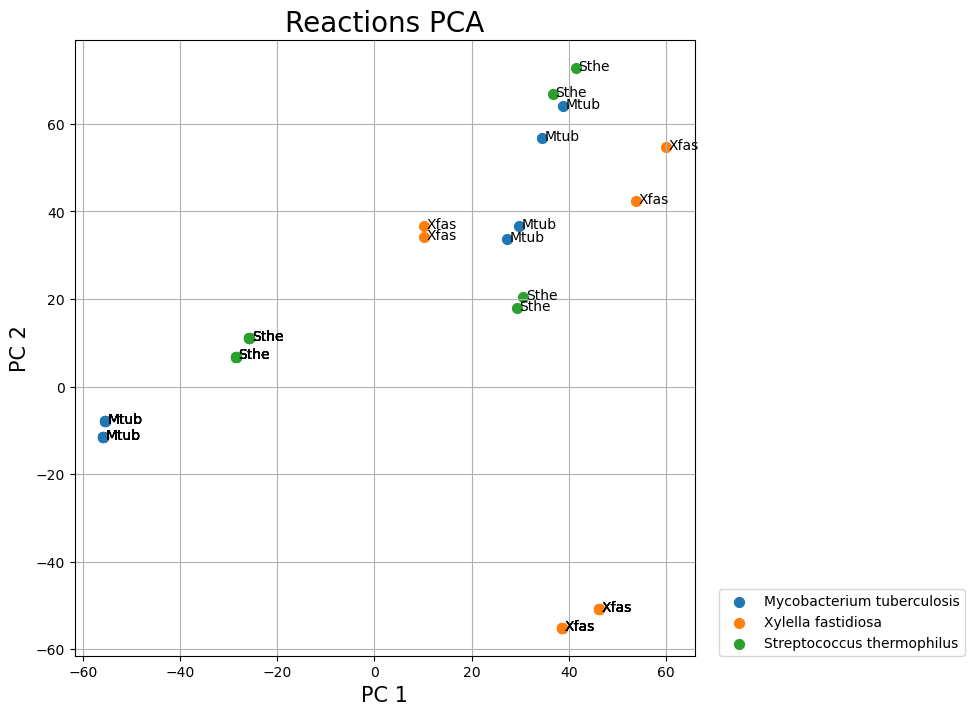 Reactions PCA
Sthe
Sthe
Mtub
Mtub
Xfas
Xfas
Xfas
Xfas
Mtub
Mtub
Sthe
Sthe
Sthe
Sthe
Mtub
Mtub
Xfas
Xfas
60
40
20
0
−20
−40
−60
PC 2
−60
−40
−20
0
20
40
60
PC 1
Mycobacterium tuberculosis
Xylella fastidiosa
Streptococcus thermophilus